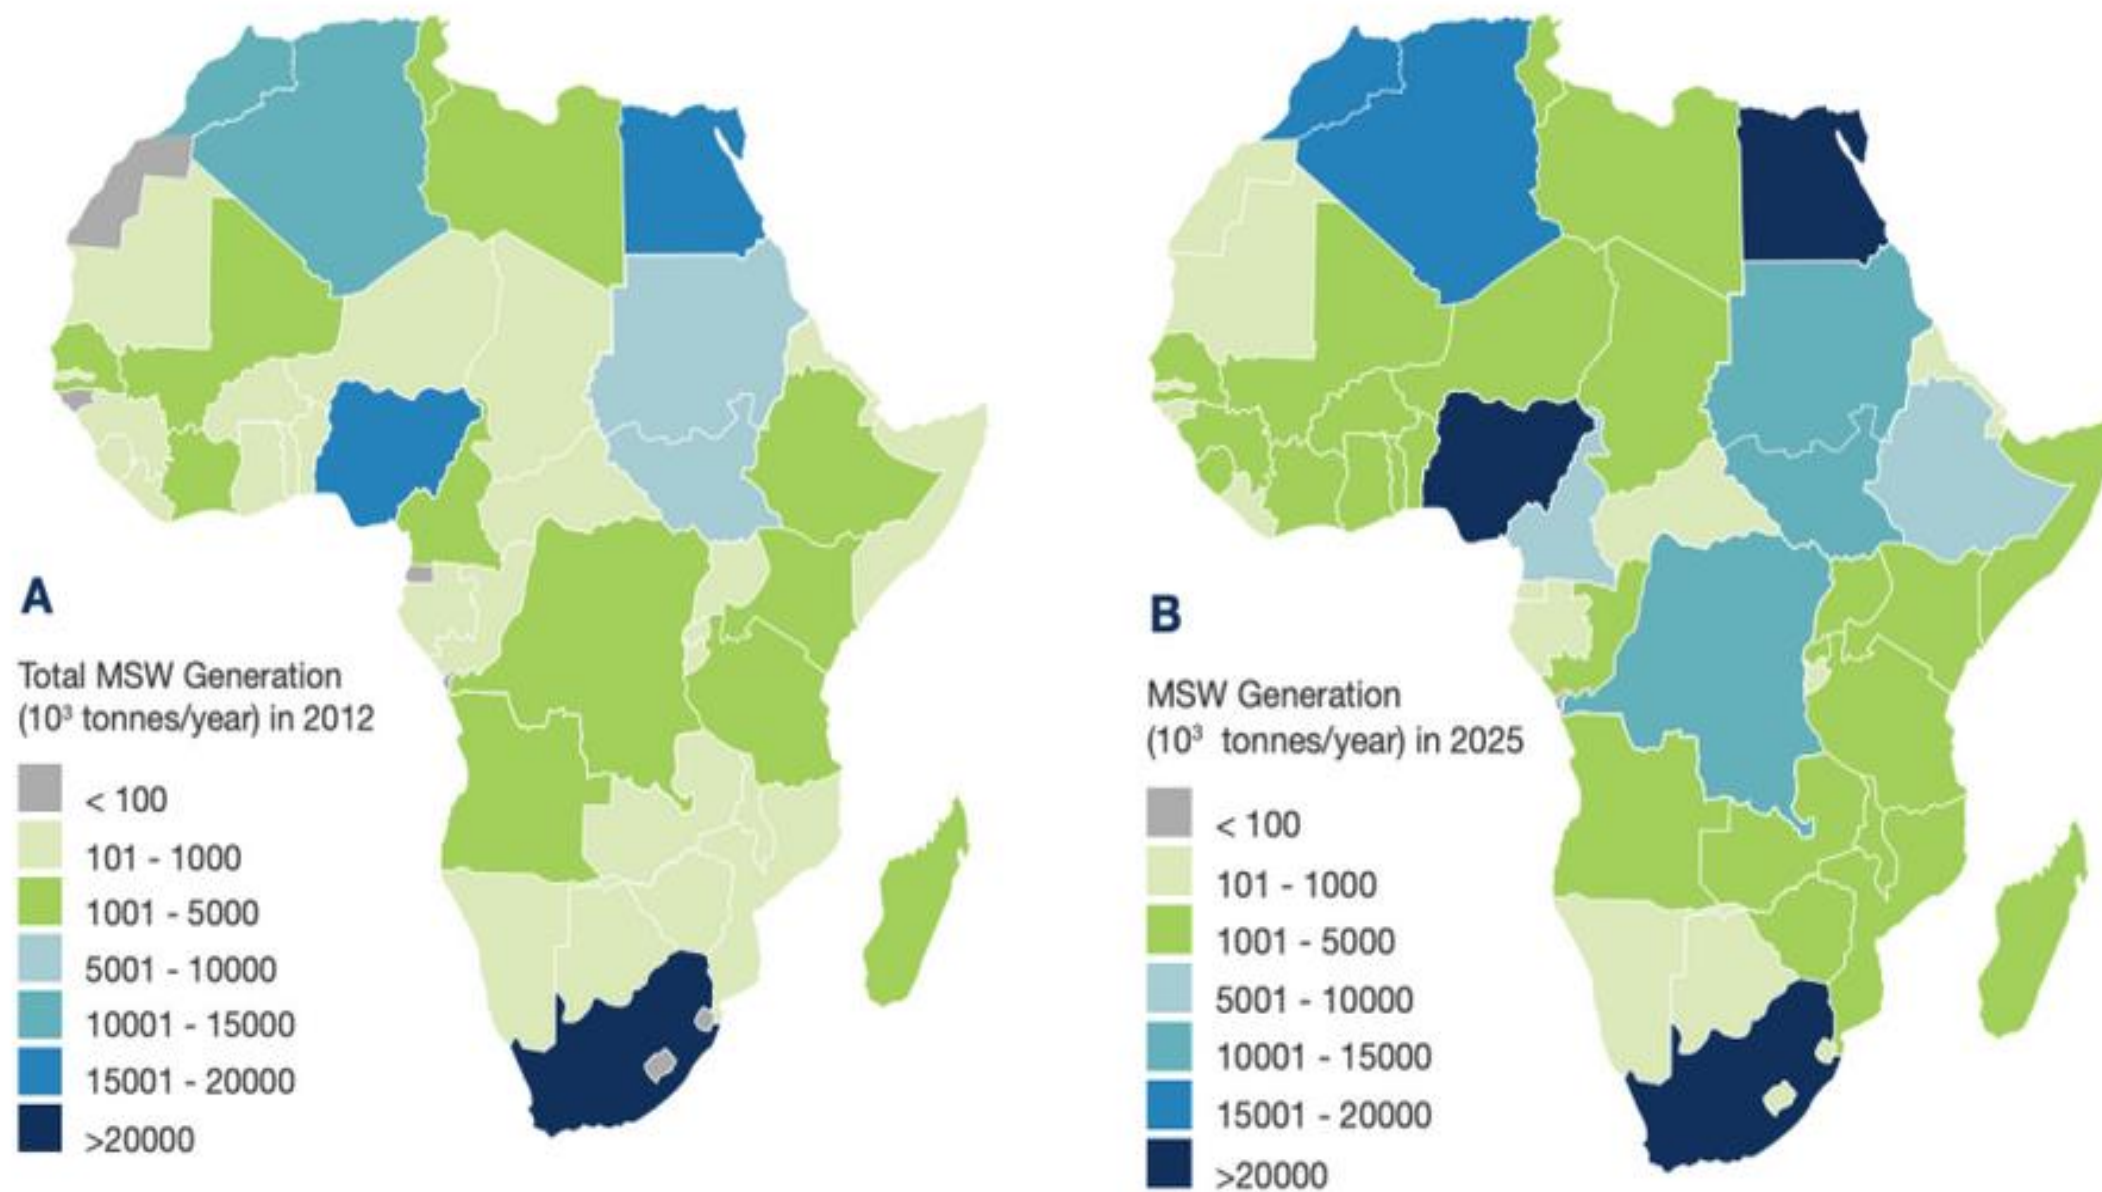 A
Total MSW Generation
(10³ tonnes/year) in 2012
< 100
101 - 1000
1001 - 5000
5001 - 10000
10001 - 15000
15001 - 20000
>20000
B
MSW Generation
(10³ tonnes/year) in 2025
< 100
101 - 1000
1001 - 5000
5001 - 10000
10001 - 15000
15001 - 20000
>20000